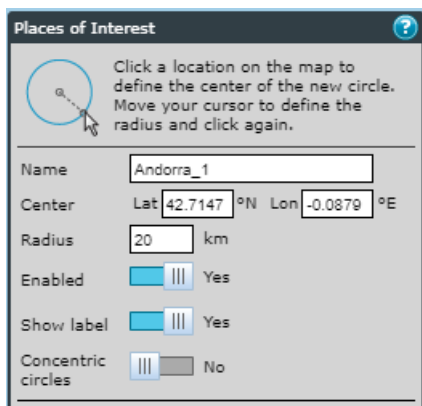 Places of Interest ?
Click a location on the map to
define the center of the new circle.
Move your cursor to define the
radius and click again.
Name Andorra_1
Center Lat 42.7147 °N Lon -0.0879 °E
Radius 20 km
Enabled Yes
Show label Yes
Concentric
circles No